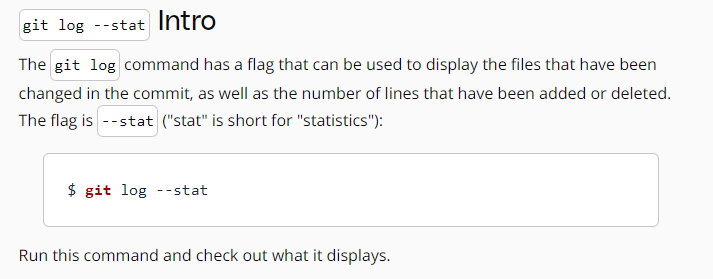 git log --stat Intro
The git log command has a flag that can be used to display the files that have been
changed in the commit, as well as the number of lines that have been added or deleted.
The flag is --stat ("stat" is short for "statistics"):
$ git log --stat
Run this command and check out what it displays.